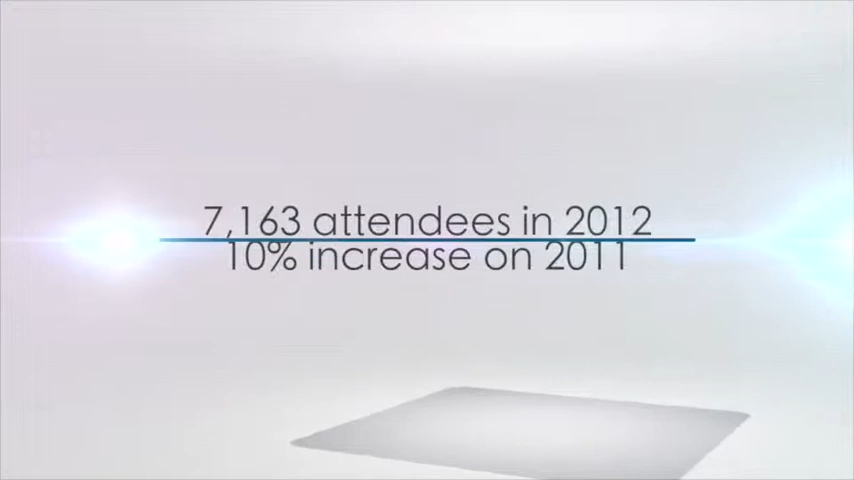 7,163 attendees in 2012
10% increase on 2011